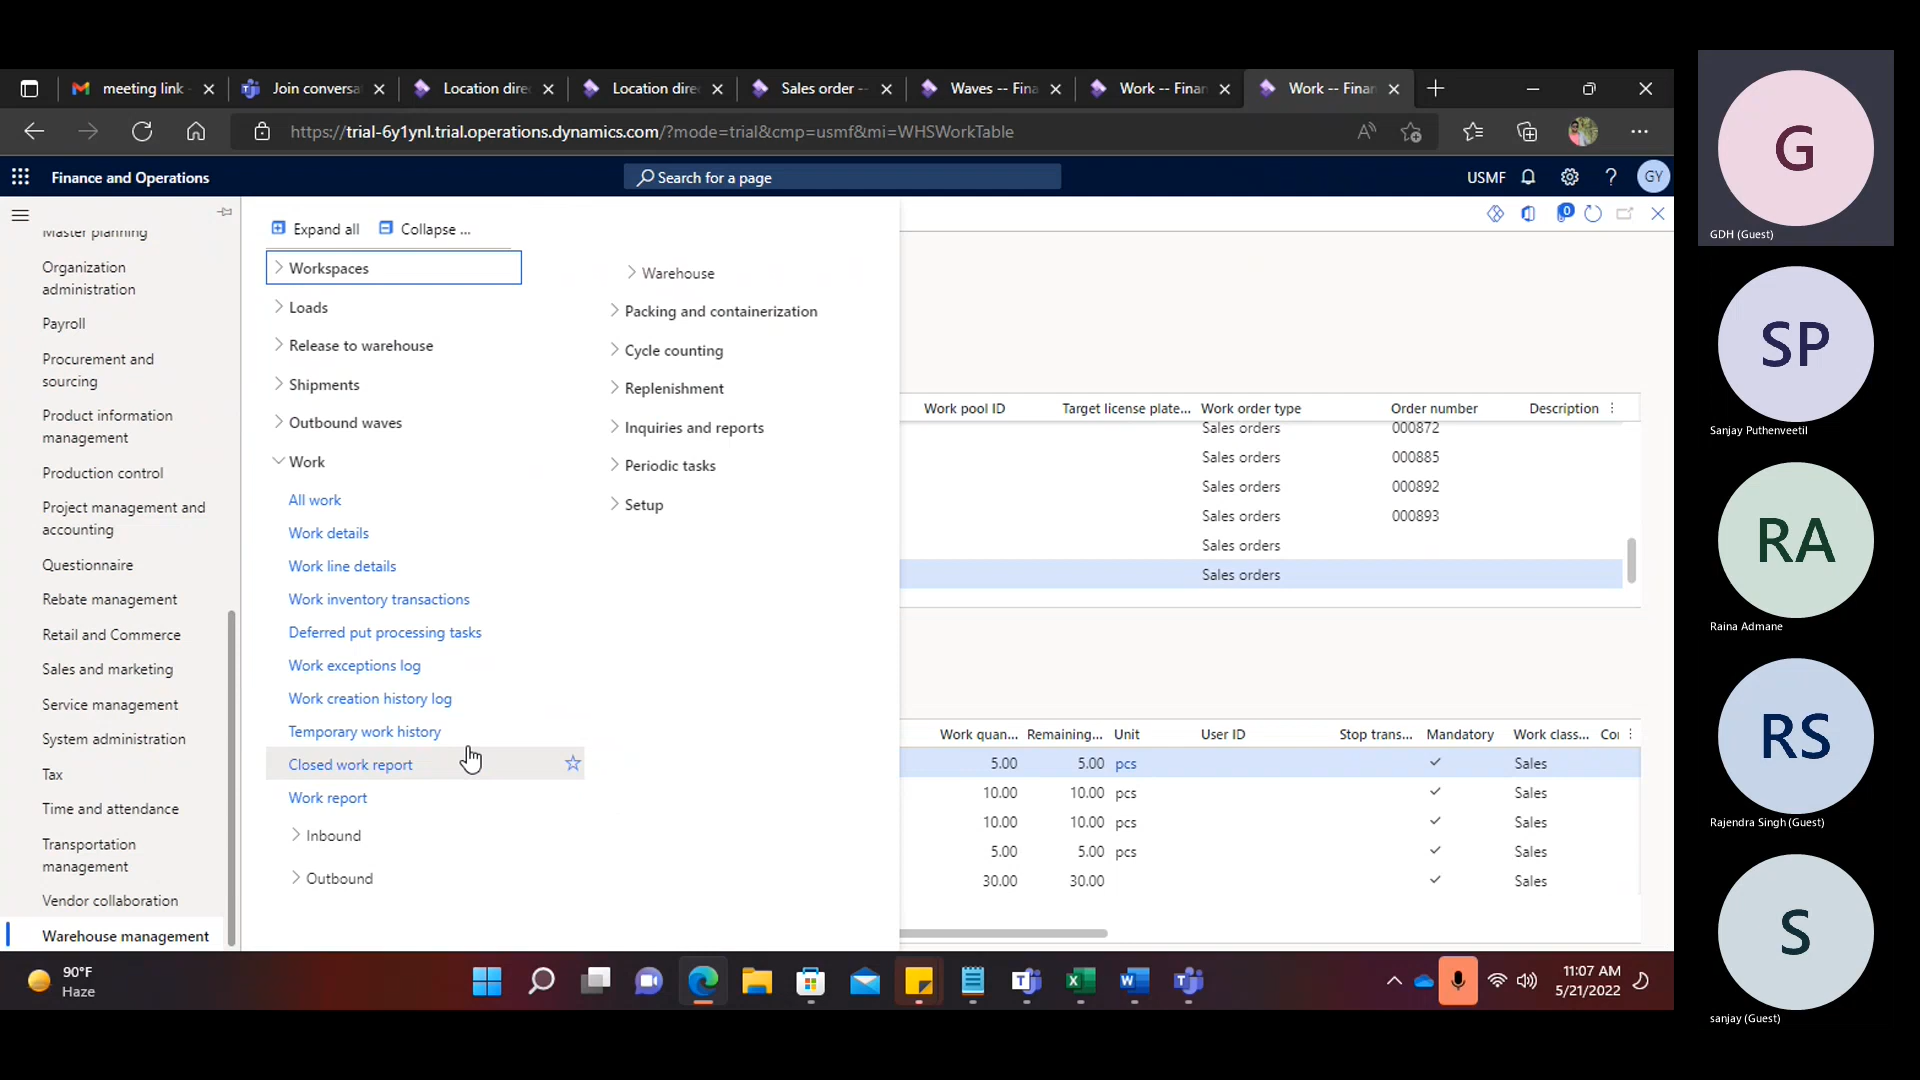 meeting link -
Join conversa
Location dire
Location dire
Sales order --
Waves -- Fina
Work -- Finan
Work -- Finan
https://trial-6y1ynl.trial.operations.dynamics.com/?mode=trial&cmp=usmf&mi=WHSWorkTable
Finance and Operations
Search for a page
USMF
GY
0
Master planning
Organization
administration
Payroll
Procurement and
sourcing
Product information
management
Production control
Project management and
accounting
Questionnaire
Rebate management
Retail and Commerce
Sales and marketing
Service management
System administration
Tax
Time and attendance
Transportation
management
Vendor collaboration
Warehouse management
Expand all
Collapse ...
Workspaces
Loads
Release to warehouse
Shipments
Outbound waves
Work
All work
Work details
Work line details
Work inventory transactions
Deferred put processing tasks
Work exceptions log
Work creation history log
Temporary work history
Closed work report
Work report
Inbound
Outbound
Warehouse
Packing and containerization
Cycle counting
Replenishment
Inquiries and reports
Periodic tasks
Setup
Work pool ID Target license plate... Work order type Order number Description
Sales orders 000872
Sales orders 000885
Sales orders 000892
Sales orders 000893
Sales orders
Sales orders
Work quan... Remaining... Unit User ID Stop trans... Mandatory Work class... Col
5.00 5.00 pcs Sales
10.00 10.00 pcs Sales
10.00 10.00 pcs Sales
5.00 5.00 pcs Sales
30.00 30.00 Sales
90°F
Haze
11:07 AM
5/21/2022
G
GDH (Guest)
SP
Sanjay Puthenveetil
RA
Raina Admane
RS
Rajendra Singh (Guest)
S
sanjay (Guest)